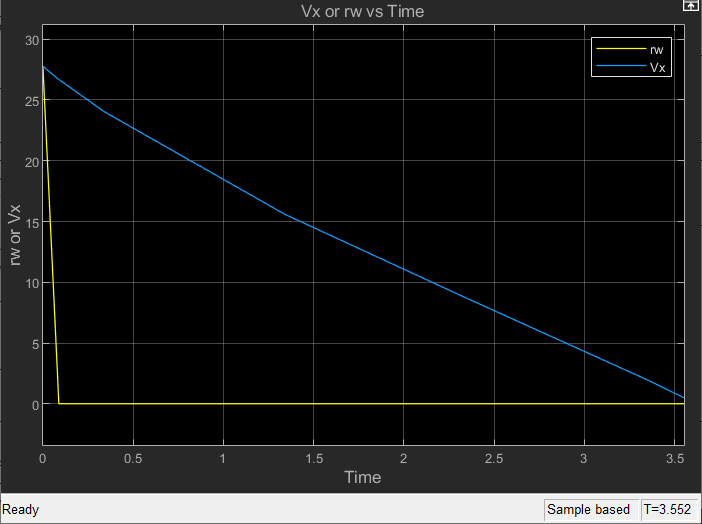 Vx or rw vs Time
rw
Vx
30
25
20
15
10
5
0
rw or Vx
0
0.5
1
1.5
2
2.5
3
3.5
Time
Ready
Sample based
T=3.552